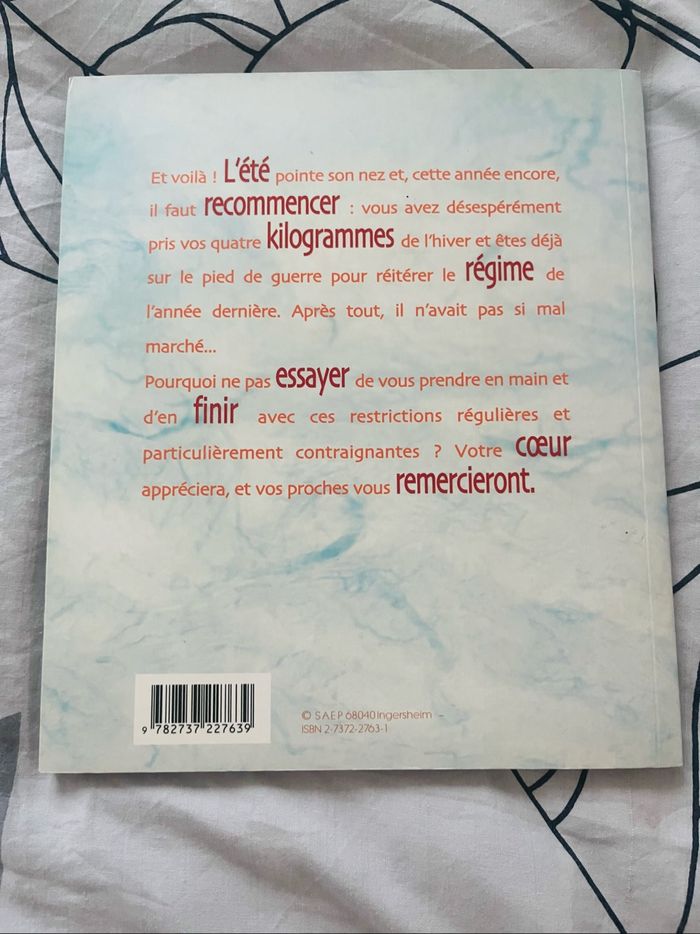 Et voilà ! L'été pointe son nez et, cette année encore,
il faut recommencer : vous avez désespérément
pris vos quatre kilogrammes de l'hiver et êtes déjà
sur le pied de guerre pour réitérer le régime de
l'année dernière. Après tout, il n'avait pas si mal
marché...
Pourquoi ne pas essayer de vous prendre en main et
d'en finir avec ces restrictions régulières et
particulièrement contraignantes ? Votre cœur
appréciera, et vos proches vous remercieront.
© S A E P 68040 Ingersheim
ISBN 2-7372-2763-1
9 782737 227639